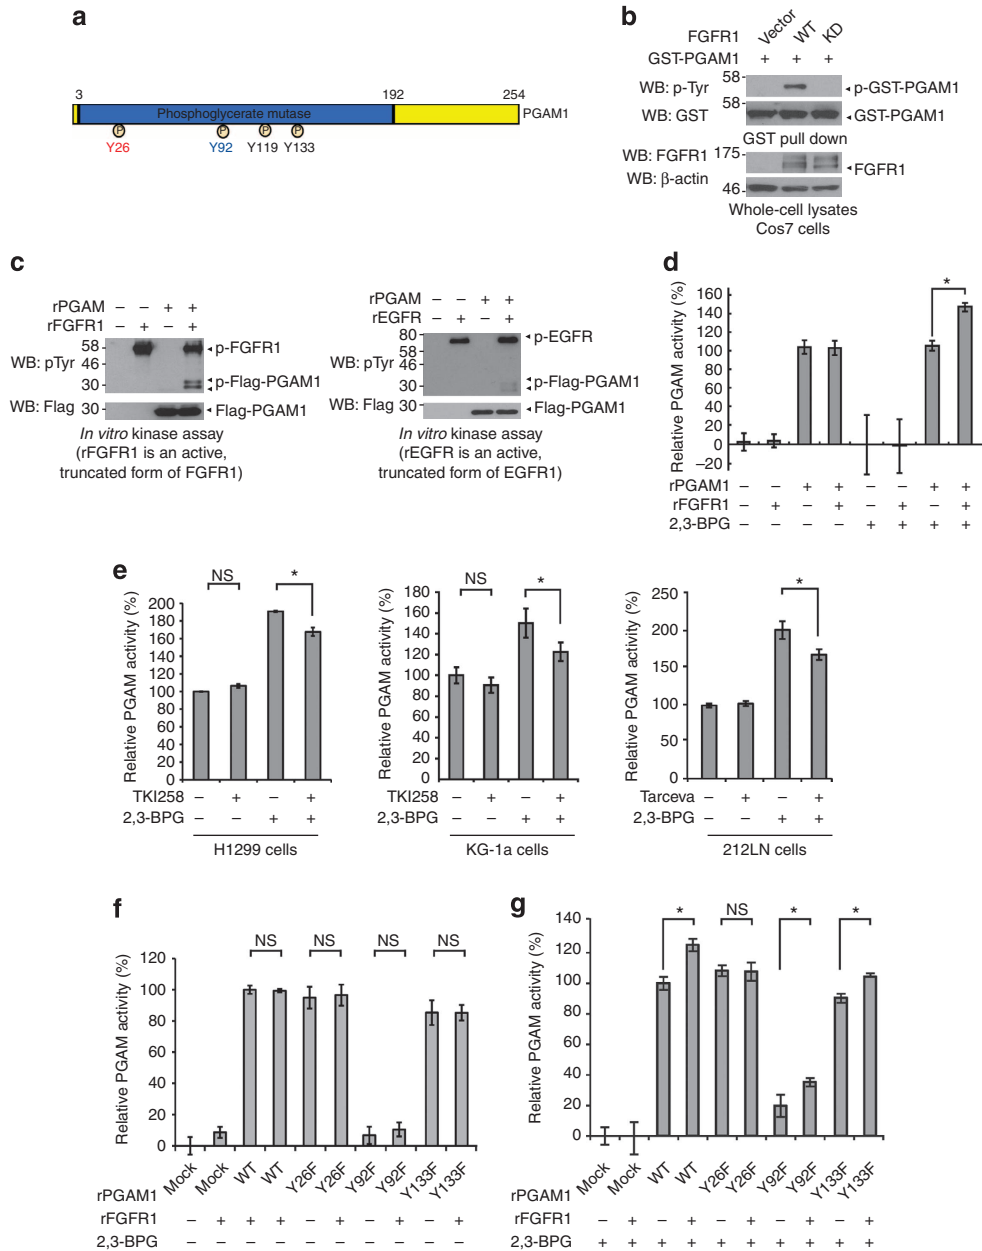 a
3 192 254
Phosphoglycerate mutase PGAM1
P P P P
Y26 Y92 Y119 Y133
b
FGFR1 Vector WT KD
GST-PGAM1 + + +
WB: p-Tyr 58 p-GST-PGAM1
58
WB: GST GST-PGAM1
GST pull down
WB: FGFR1 175 FGFR1
WB: β-actin 46
Whole-cell lysates
Cos7 cells
c
rPGAM – – + +
rFGFR1 – + – +
WB: pTyr 58 46 30 p-FGFR1 p-Flag-PGAM1
WB: Flag 30 Flag-PGAM1
In vitro kinase assay
(rFGFR1 is an active,
truncated form of FGFR1)
rPGAM – – + +
rEGFR – + – +
WB: pTyr 80 58 46 30 p-EGFR p-Flag-PGAM1
WB: Flag 30 Flag-PGAM1
In vitro kinase assay
(rEGFR is an active,
truncated form of EGFR1)
d
Relative PGAM activity (%)
160
140
120
100
80
60
40
20
0
–20
*
rPGAM1 – – + + – – + +
rFGFR1 – + – + – + – +
2,3-BPG – – – – + + + +
e
Relative PGAM activity (%)
200
180
160
140
120
100
80
60
40
20
0
NS *
TKI258 – + – +
2,3-BPG – – + +
H1299 cells
Relative PGAM activity (%)
180
160
140
120
100
80
60
40
20
0
NS *
TKI258 – + – +
2,3-BPG – – + +
KG-1a cells
Relative PGAM activity (%)
250
200
150
100
50
0
*
Tarceva – + – +
2,3-BPG – – + +
212LN cells
f
Relative PGAM activity (%)
120
100
80
60
40
20
0
NS NS NS NS
rPGAM1 Mock Mock WT WT Y26F Y26F Y92F Y92F Y133F Y133F
rFGFR1 – + + + – + – + – +
2,3-BPG – – – – – – – – – –
g
Relative PGAM activity (%)
140
120
100
80
60
40
20
0
* NS * *
rPGAM1 Mock Mock WT WT Y26F Y26F Y92F Y92F Y133F Y133F
rFGFR1 – + – + – + – + – +
2,3-BPG + + + + + + + + + +